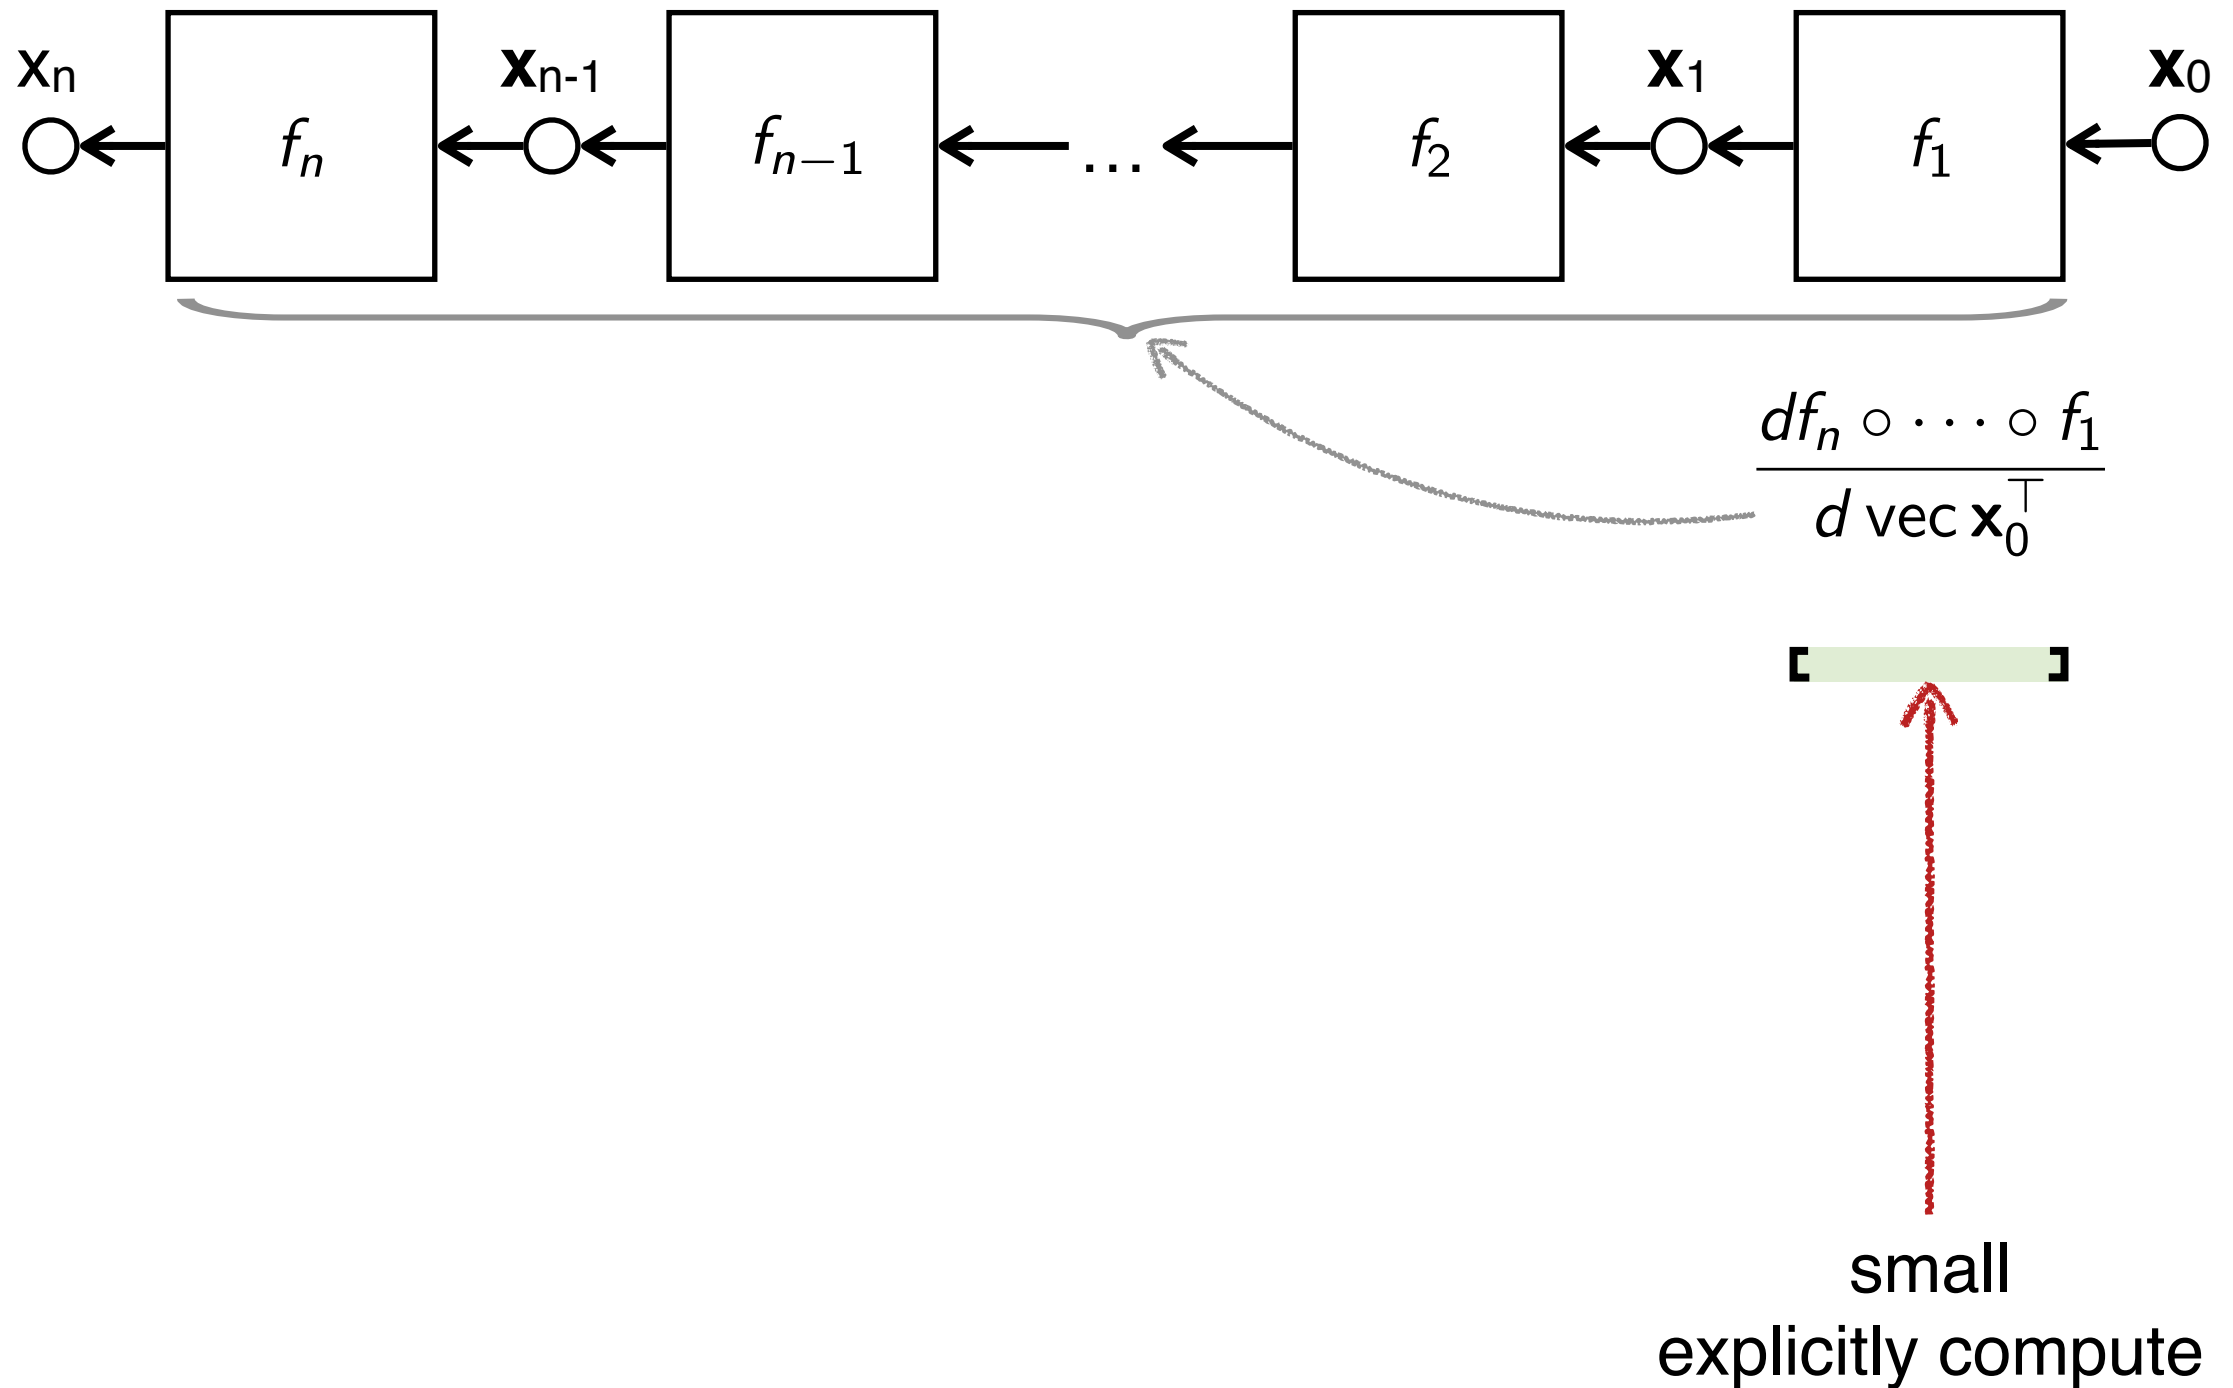 xₙ fₙ 𝐱ₙ₋₁ fₙ₋₁ … f₂ 𝐱₁ f₁ 𝐱₀
dfₙ ∘ ⋯ ∘ f₁
d vec 𝐱₀⊤
[ ]
small
explicitly compute